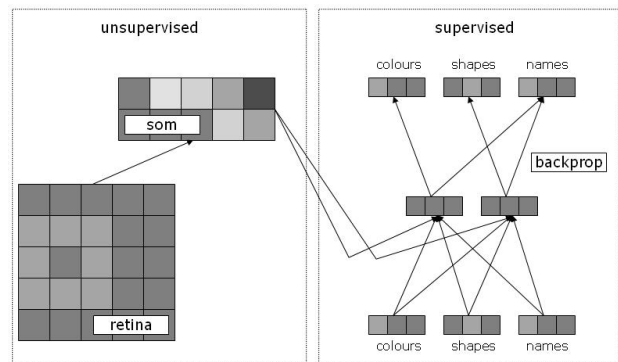 unsupervised
supervised
colours shapes names
som
backprop
retina
colours shapes names